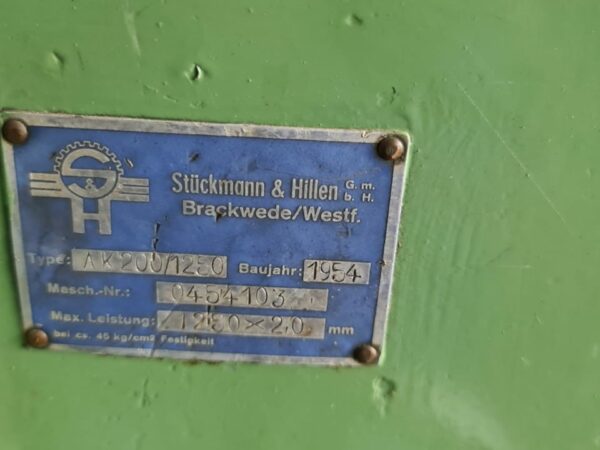 S & H
Stückmann & Hillen G. m. b. H.
Brackwede/Westf.
Type: AK200/1250 Baujahr: 1954
Masch.-Nr.: 0454103
Max. Leistung: 1250×2,0 mm
bei ca. 45 kg/cm2 Festigkeit